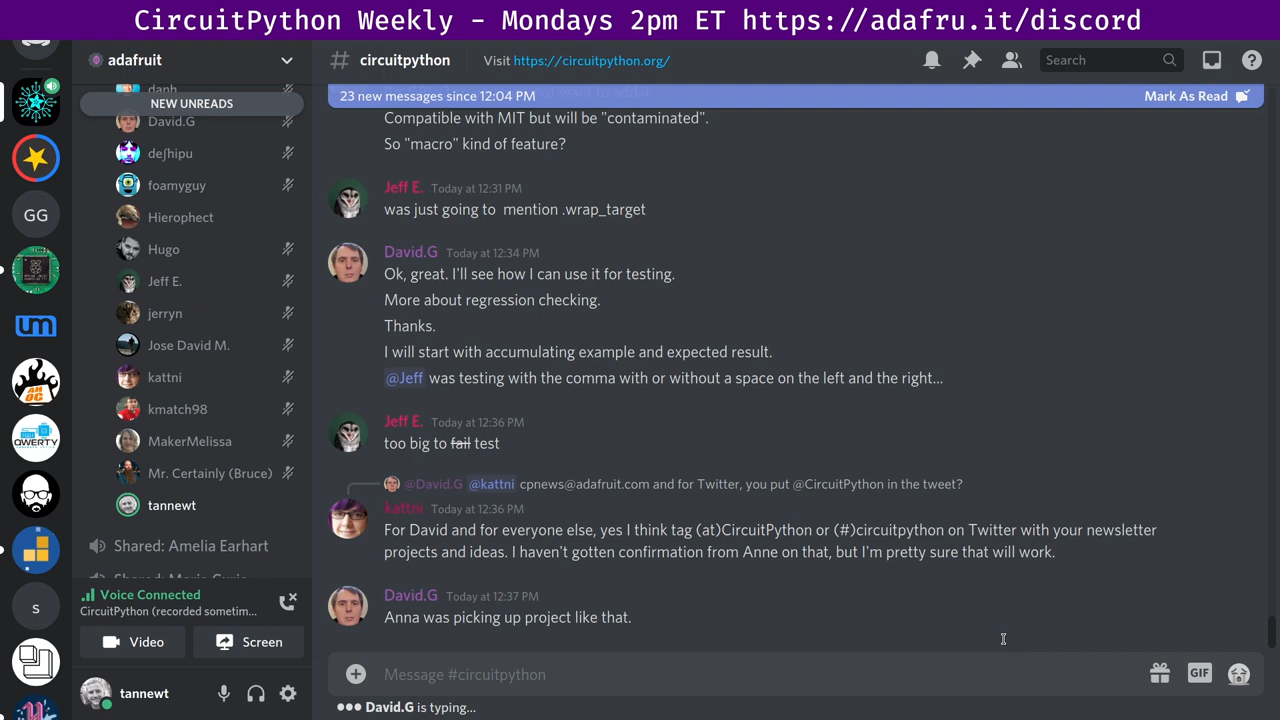 CircuitPython Weekly - Mondays 2pm ET https://adafru.it/discord
adafruit
# circuitpython
Visit https://circuitpython.org/
Search
danh
NEW UNREADS
David.G
deʃhipu
foamyguy
Hierophect
Hugo
Jeff E.
jerryn
Jose David M.
kattni
kmatch98
MakerMelissa
Mr. Certainly (Bruce)
tannewt
Shared: Amelia Earhart
Shared: Marie Curie
Voice Connected
CircuitPython (recorded sometim...
Video
Screen
tannewt
GG
um
QWERTY
s
23 new messages since 12:04 PM
Mark As Read
Compatible with MIT but will be "contaminated".
So "macro" kind of feature?
Jeff E. Today at 12:31 PM
was just going to mention .wrap_target
David.G Today at 12:34 PM
Ok, great. I'll see how I can use it for testing.
More about regression checking.
Thanks.
I will start with accumulating example and expected result.
@Jeff was testing with the comma with or without a space on the left and the right...
Jeff E. Today at 12:36 PM
too big to fail test
@David.G @kattni cpnews@adafruit.com and for Twitter, you put @CircuitPython in the tweet?
kattni Today at 12:36 PM
For David and for everyone else, yes I think tag (at)CircuitPython or (#)circuitpython on Twitter with your newsletter
projects and ideas. I haven't gotten confirmation from Anne on that, but I'm pretty sure that will work.
David.G Today at 12:37 PM
Anna was picking up project like that.
Message #circuitpython
GIF
David.G is typing...